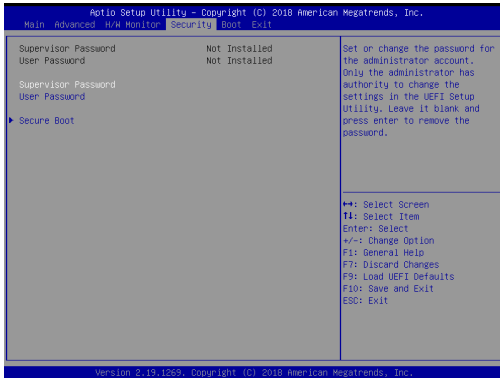 Aptio Setup Utility – Copyright (C) 2018 American Megatrends, Inc.
Main Advanced H/W Monitor Security Boot Exit
Supervisor Password Not Installed
User Password Not Installed
Supervisor Password
User Password
Secure Boot
Set or change the password for
the administrator account.
Only the administrator has
authority to change the
settings in the UEFI Setup
Utility. Leave it blank and
press enter to remove the
password.
↔: Select Screen
↑↓: Select Item
Enter: Select
+/-: Change Option
F1: General Help
F7: Discard Changes
F9: Load UEFI Defaults
F10: Save and Exit
ESC: Exit
Version 2.19.1269. Copyright (C) 2018 American Megatrends, Inc.